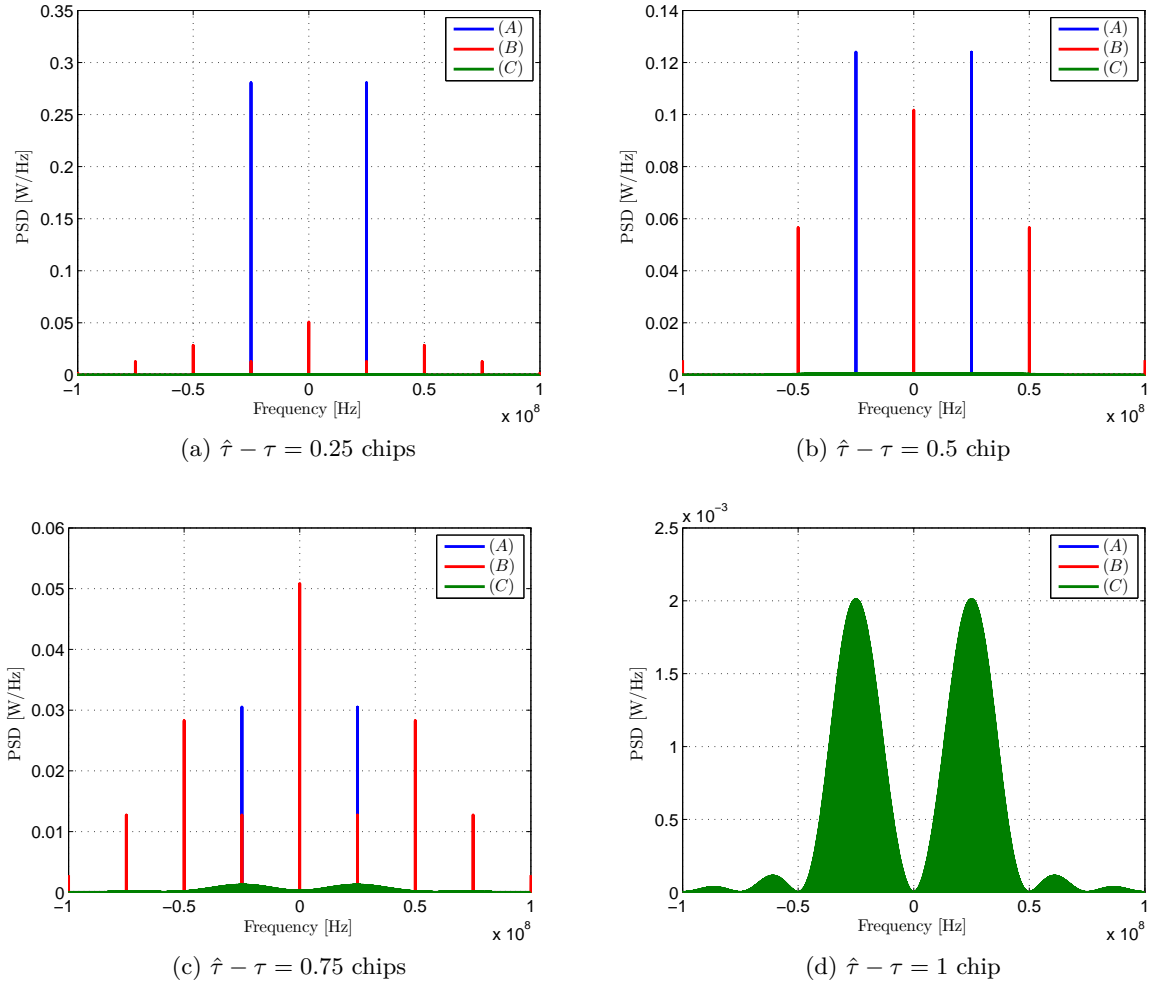 0.35
0.3
0.25
0.2
0.15
0.1
0.05
0
PSD [W/Hz]
−1 −0.5 0 0.5 1
Frequency [Hz]
x 10^8
(A)
(B)
(C)
(a) τ̂ − τ = 0.25 chips
0.14
0.12
0.1
0.08
0.06
0.04
0.02
0
PSD [W/Hz]
−1 −0.5 0 0.5 1
Frequency [Hz]
x 10^8
(A)
(B)
(C)
(b) τ̂ − τ = 0.5 chip
0.06
0.05
0.04
0.03
0.02
0.01
0
PSD [W/Hz]
−1 −0.5 0 0.5 1
Frequency [Hz]
x 10^8
(A)
(B)
(C)
(c) τ̂ − τ = 0.75 chips
x 10^−3
2.5
2
1.5
1
0.5
0
PSD [W/Hz]
−1 −0.5 0 0.5 1
Frequency [Hz]
x 10^8
(A)
(B)
(C)
(d) τ̂ − τ = 1 chip